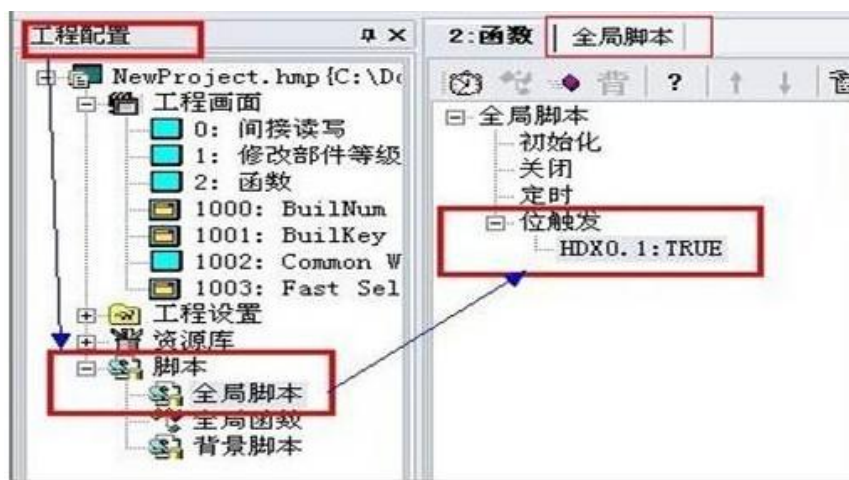 工程配置
NewProject.hmp{C:\Do
工程画面
0: 间接读写
1: 修改部件等级
2: 函数
1000: BuilNum
1001: BuilKey
1002: Common W
1003: Fast Sel
工程设置
资源库
脚本
全局脚本
全局函数
背景脚本
2:函数 全局脚本
背 ?
全局脚本
初始化
关闭
定时
位触发
HDX0.1:TRUE